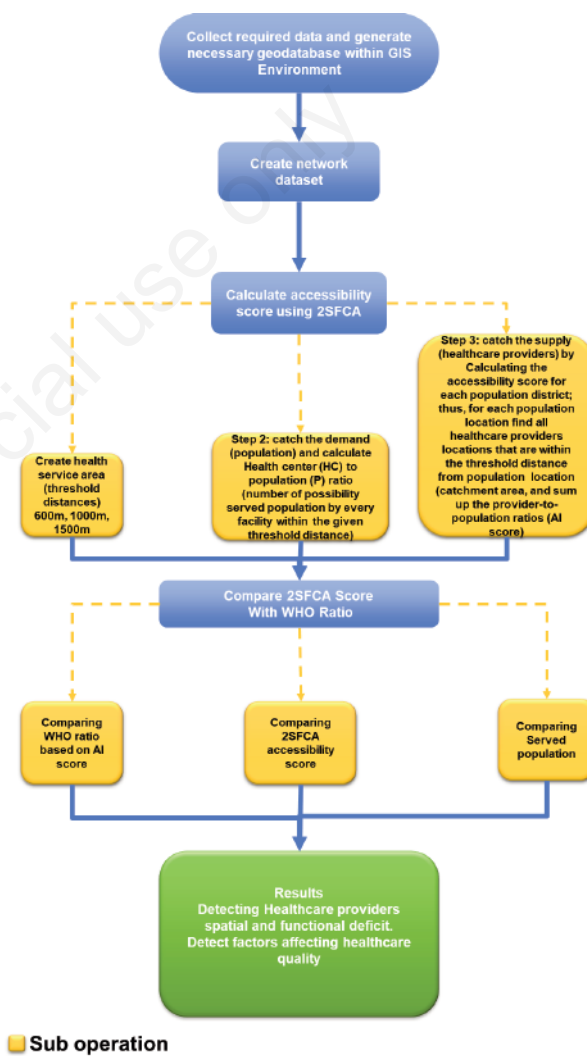 Collect required data and generate
necessary geodatabase within GIS
Environment
Create network
dataset
Calculate accessibility
score using 2SFCA
Create health
service area
(threshold
distances)
600m, 1000m,
1500m
Step 2: catch the demand
(population) and calculate
Health center (HC) to
population (P) ratio
(number of possibility
served population by every
facility within the given
threshold distance)
Step 3: catch the supply
(healthcare providers) by
Calculating the
accessibility score for
each population district;
thus, for each population
location find all
healthcare providers
locations that are within
the threshold distance
from population location
(catchment area, and sum
up the provider-to-
population ratios (AI
score)
Compare 2SFCA Score
With WHO Ratio
Comparing
WHO ratio
based on AI
score
Comparing
2SFCA
accessibility
score
Comparing
Served
population
Results
Detecting Healthcare providers
spatial and functional deficit.
Detect factors affecting healthcare
quality
Sub operation
cial use only